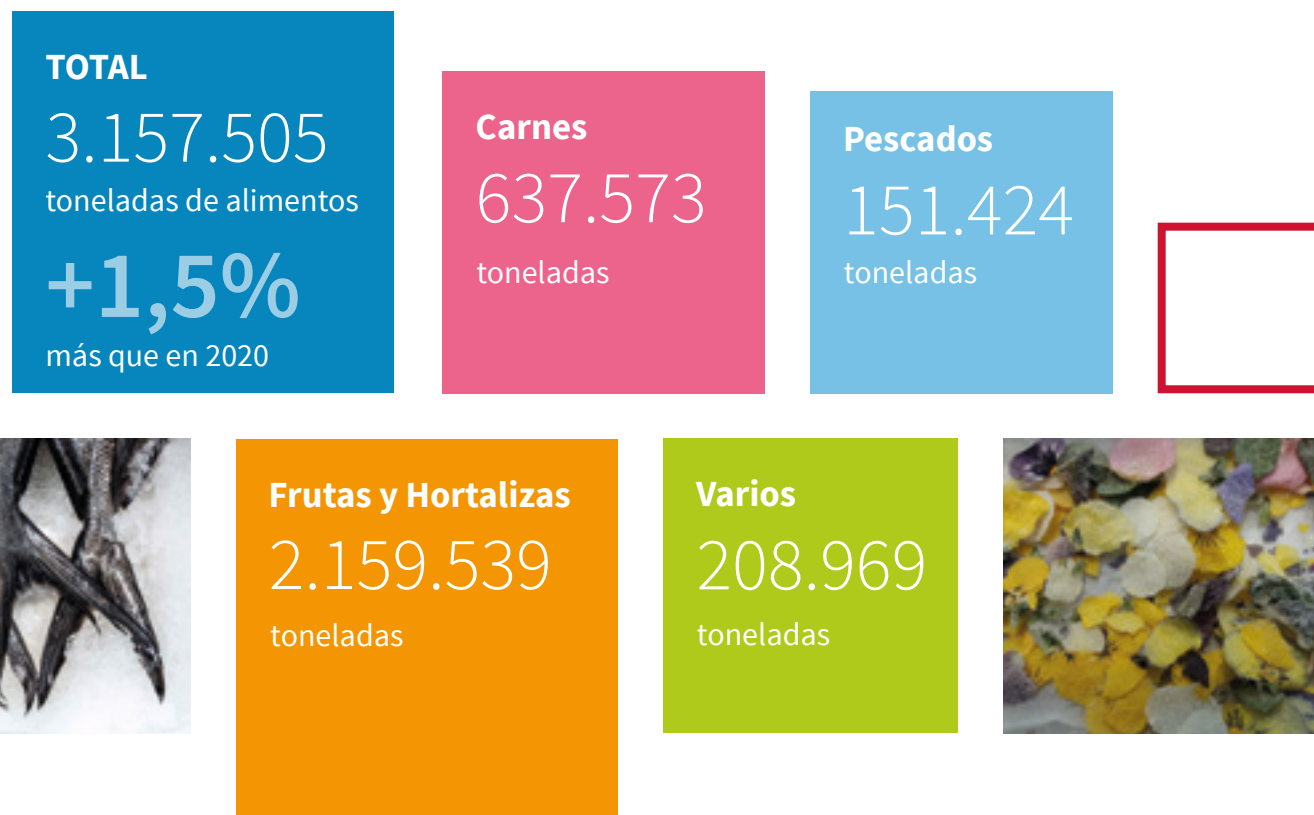 TOTAL
3.157.505
toneladas de alimentos
+1,5%
más que en 2020
Carnes
637.573
toneladas
Pescados
151.424
toneladas
Frutas y Hortalizas
2.159.539
toneladas
Varios
208.969
toneladas